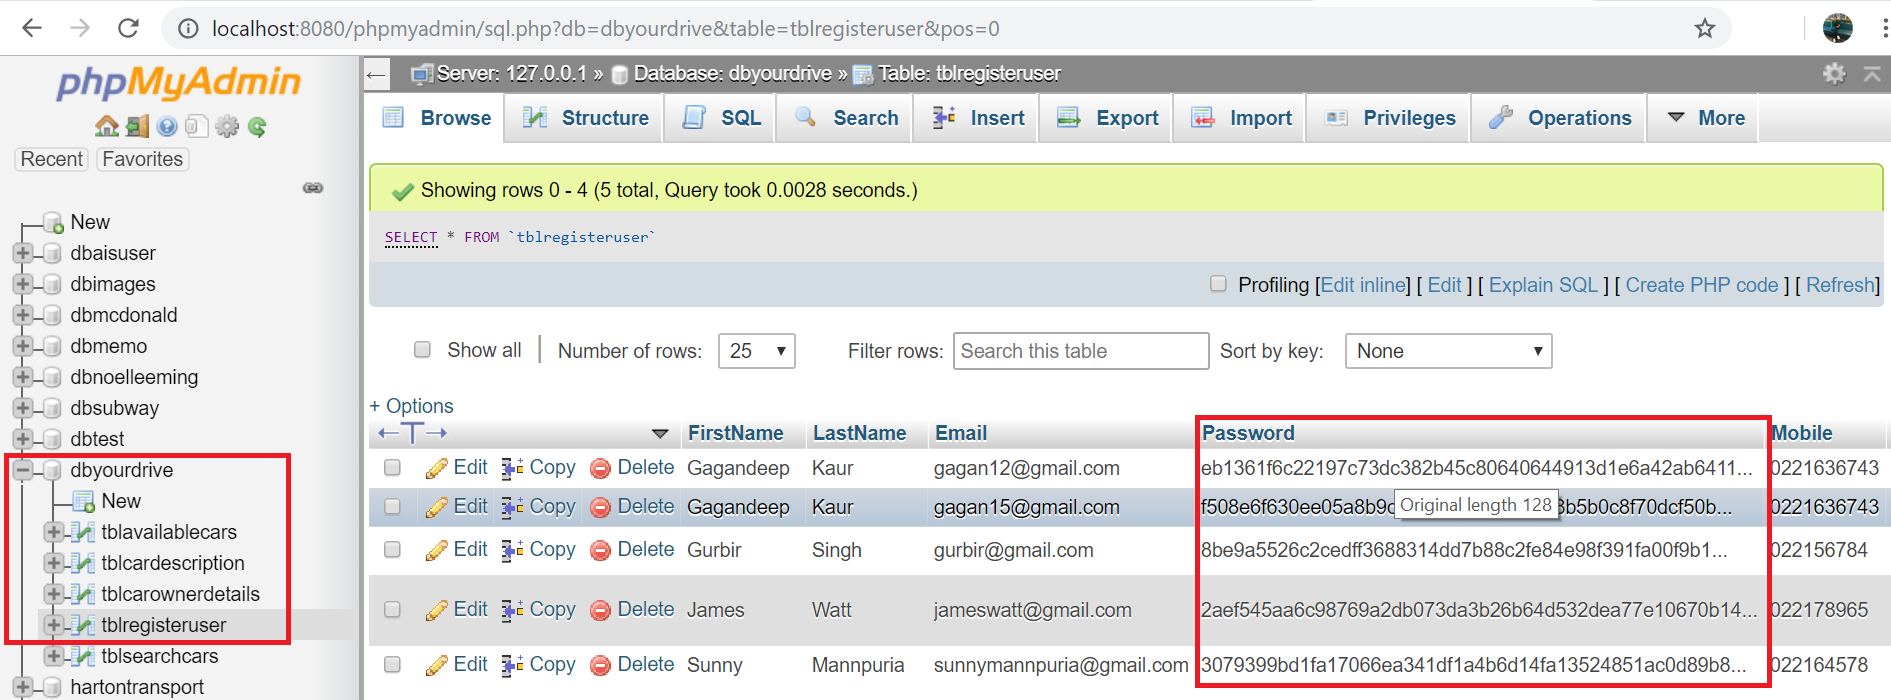 localhost:8080/phpmyadmin/sql.php?db=dbyourdrive&table=tblregisteruser&pos=0
phpMyAdmin
Recent Favorites
New
dbaisuser
dbimages
dbmcdonald
dbmemo
dbnoelleeming
dbsubway
dbtest
dbyourdrive
New
tblavailablecars
tblcardescription
tblcarownerdetails
tblregisteruser
tblsearchcars
hartontransport
Server: 127.0.0.1 » Database: dbyourdrive » Table: tblregisteruser
Browse Structure SQL Search Insert Export Import Privileges Operations More
Showing rows 0 - 4 (5 total, Query took 0.0028 seconds.)
SELECT * FROM `tblregisteruser`
Profiling [Edit inline] [ Edit ] [ Explain SQL ] [ Create PHP code ] [ Refresh]
Show all | Number of rows: 25 Filter rows: Search this table Sort by key: None
+ Options
←T→ FirstName LastName Email Password Mobile
Edit Copy Delete Gagandeep Kaur gagan12@gmail.com eb1361f6c22197c73dc382b45c80640644913d1e6a42ab6411... 0221636743
Edit Copy Delete Gagandeep Kaur gagan15@gmail.com f508e6f630ee05a8b9 Original length 128 b5b0c8f70dcf50b... 0221636743
Edit Copy Delete Gurbir Singh gurbir@gmail.com 8be9a5526c2cedff3688314dd7b88c2fe84e98f391fa00f9b1... 022156784
Edit Copy Delete James Watt jameswatt@gmail.com 2aef545aa6c98769a2db073da3b26b64d532dea77e10670b14... 022178965
Edit Copy Delete Sunny Mannpuria sunnymannpuria@gmail.com 3079399bd1fa17066ea341df1a4b6d14fa13524851ac0d89b8... 022164578